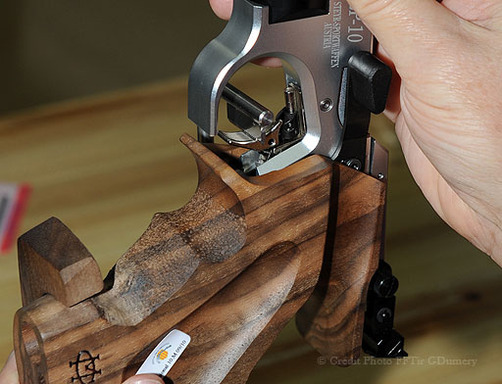 P-10
STEYR-SPORTWAFFEN
AUSTRIA
© Credit Photo FFTir GDumery